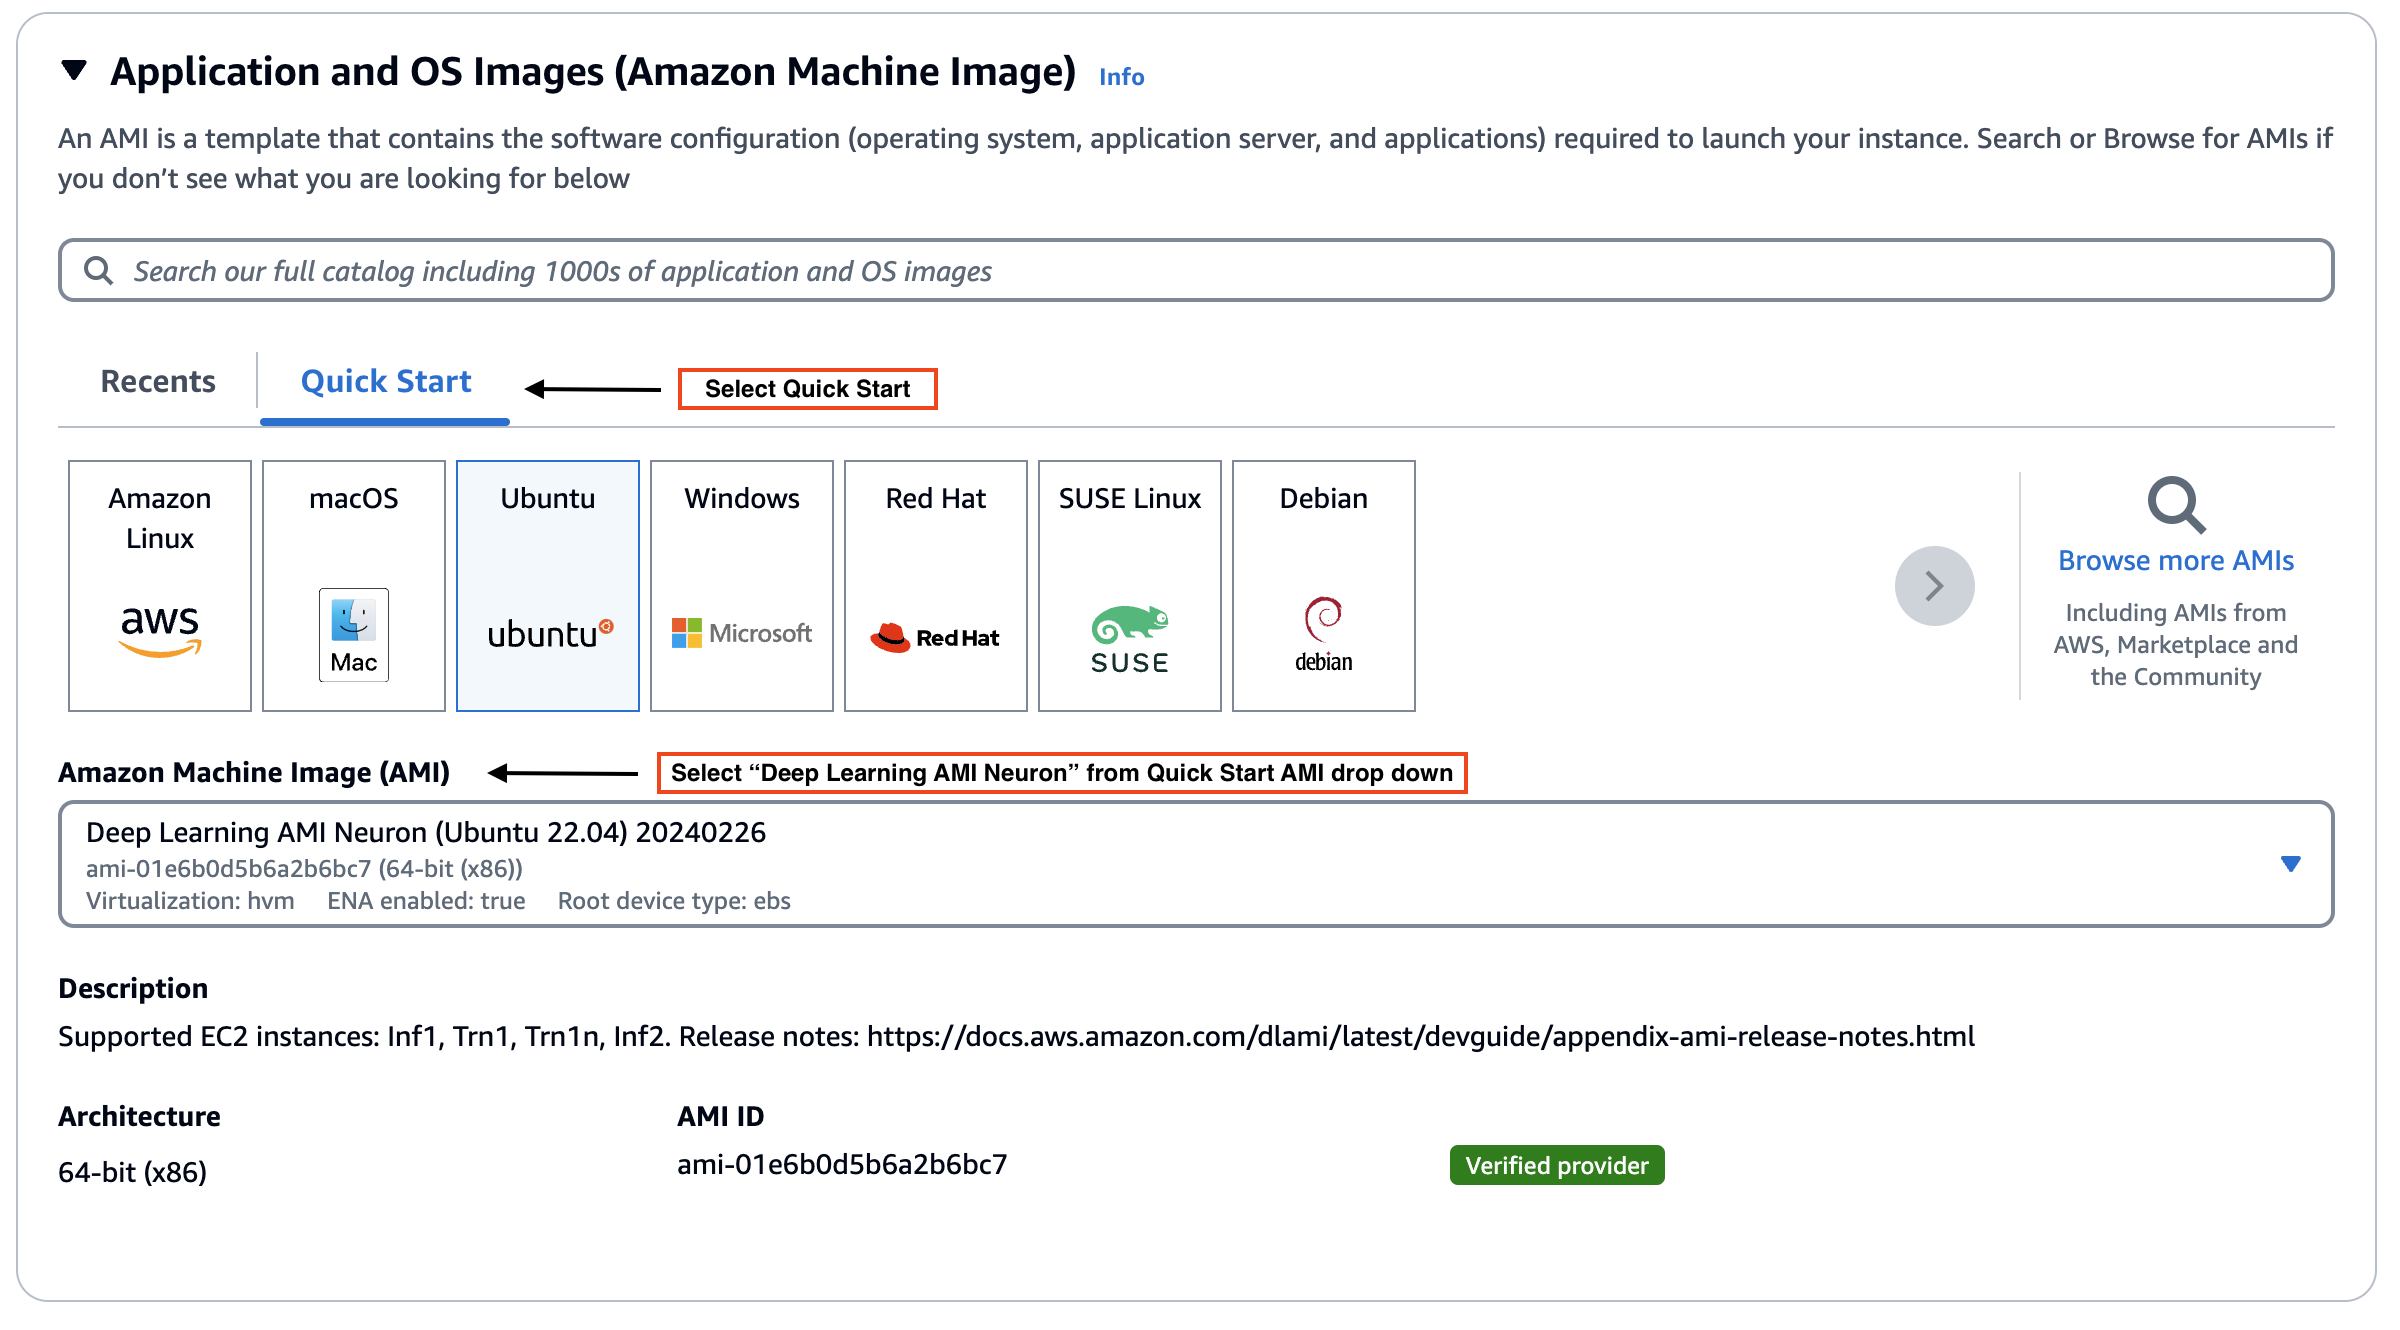 Application and OS Images (Amazon Machine Image) Info
An AMI is a template that contains the software configuration (operating system, application server, and applications) required to launch your instance. Search or Browse for AMIs if
you don’t see what you are looking for below
Search our full catalog including 1000s of application and OS images
Recents
Quick Start
Select Quick Start
Amazon
Linux
aws
macOS
Mac
Ubuntu
ubuntu
Windows
Microsoft
Red Hat
Red Hat
SUSE Linux
SUSE
Debian
debian
Browse more AMIs
Including AMIs from
AWS, Marketplace and
the Community
Amazon Machine Image (AMI)
Select “Deep Learning AMI Neuron” from Quick Start AMI drop down
Deep Learning AMI Neuron (Ubuntu 22.04) 20240226
ami-01e6b0d5b6a2b6bc7 (64-bit (x86))
Virtualization: hvm ENA enabled: true Root device type: ebs
Description
Supported EC2 instances: Inf1, Trn1, Trn1n, Inf2. Release notes: https://docs.aws.amazon.com/dlami/latest/devguide/appendix-ami-release-notes.html
Architecture
64-bit (x86)
AMI ID
ami-01e6b0d5b6a2b6bc7
Verified provider